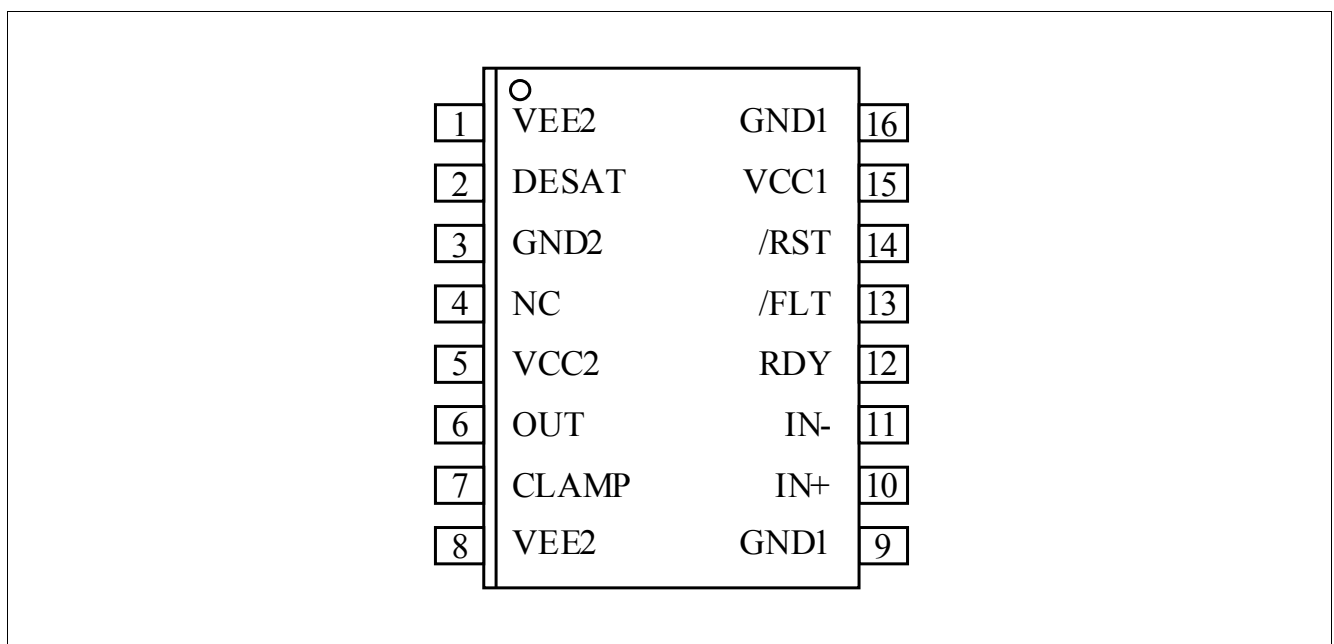 1 VEE2 GND1 16
2 DESAT VCC1 15
3 GND2 /RST 14
4 NC /FLT 13
5 VCC2 RDY 12
6 OUT IN- 11
7 CLAMP IN+ 10
8 VEE2 GND1 9